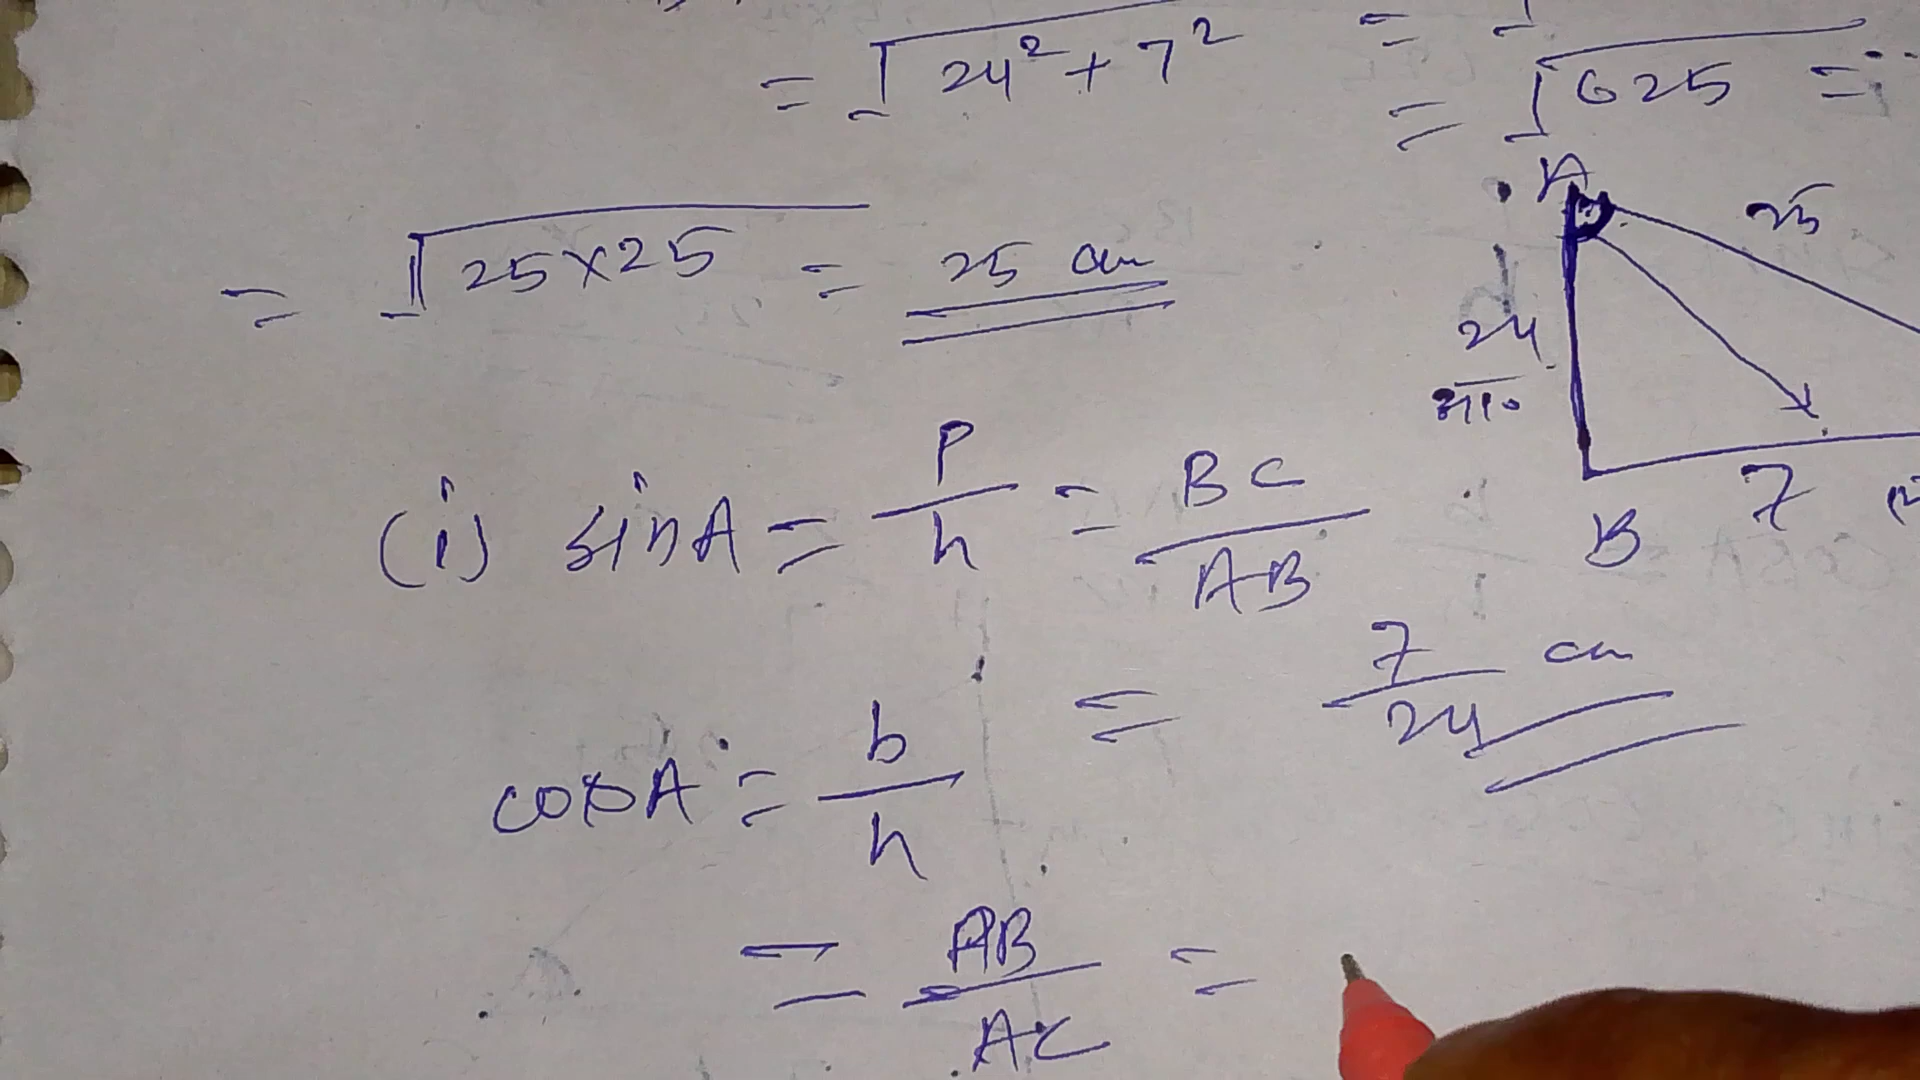 = √24² + 7² =
= √625 =
= √25×25 = 25 cm
A
25
24
B 7
(i) sinA = P/h = BC/AB
= 7/24 cm
cosA = b/h
= AB/AC =